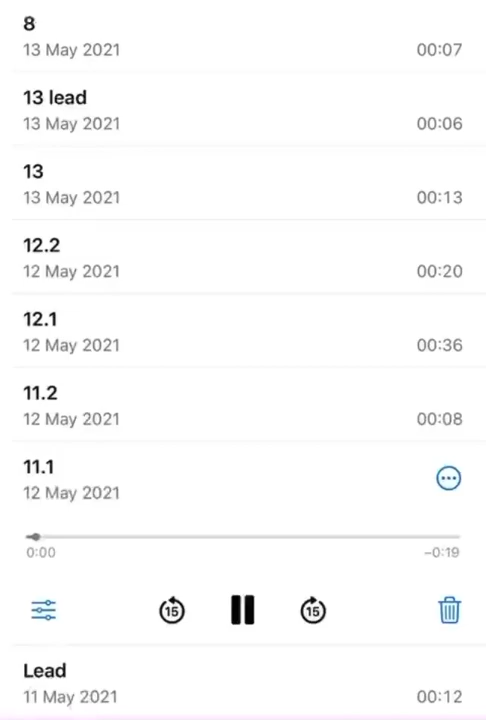 8
13 May 2021 00:07
13 lead
13 May 2021 00:06
13
13 May 2021 00:13
12.2
12 May 2021 00:20
12.1
12 May 2021 00:36
11.2
12 May 2021 00:08
11.1
12 May 2021
0:00 –0:19
15 15
Lead
11 May 2021 00:12